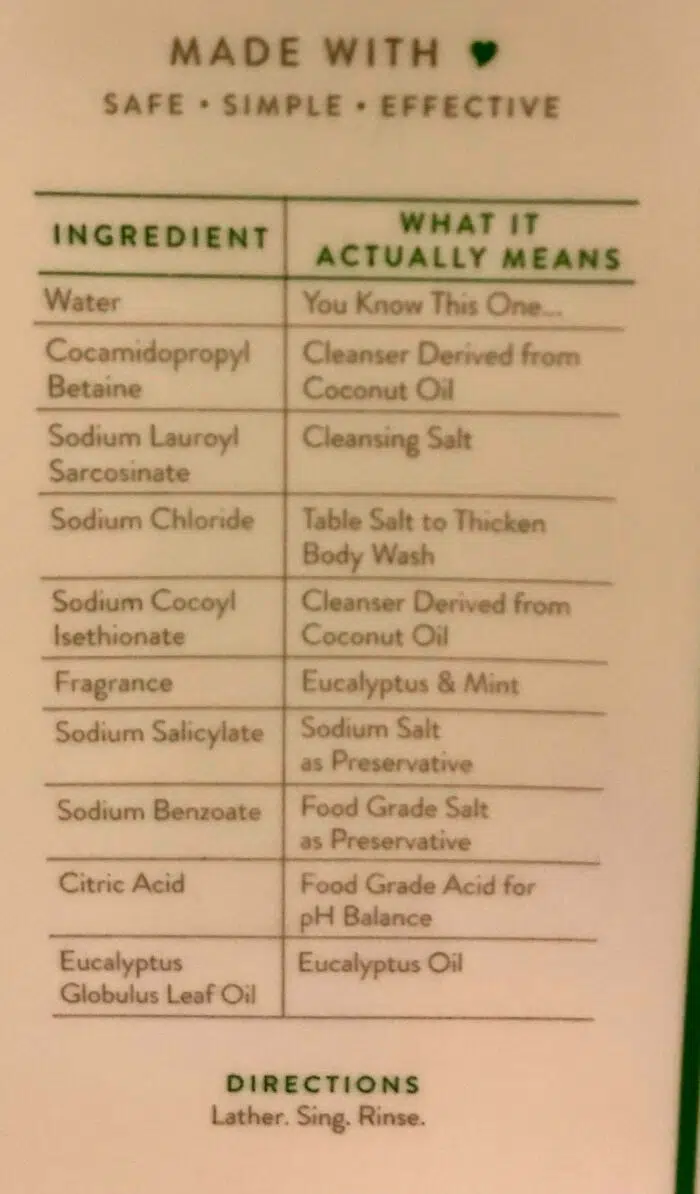 MADE WITH ♥
SAFE • SIMPLE • EFFECTIVE
INGREDIENT
WHAT IT
ACTUALLY MEANS
Water
You Know This One...
Cocamidopropyl
Betaine
Cleanser Derived from
Coconut Oil
Sodium Lauroyl
Sarcosinate
Cleansing Salt
Sodium Chloride
Table Salt to Thicken
Body Wash
Sodium Cocoyl
Isethionate
Cleanser Derived from
Coconut Oil
Fragrance
Eucalyptus & Mint
Sodium Salicylate
Sodium Salt
as Preservative
Sodium Benzoate
Food Grade Salt
as Preservative
Citric Acid
Food Grade Acid for
pH Balance
Eucalyptus
Globulus Leaf Oil
Eucalyptus Oil
DIRECTIONS
Lather. Sing. Rinse.